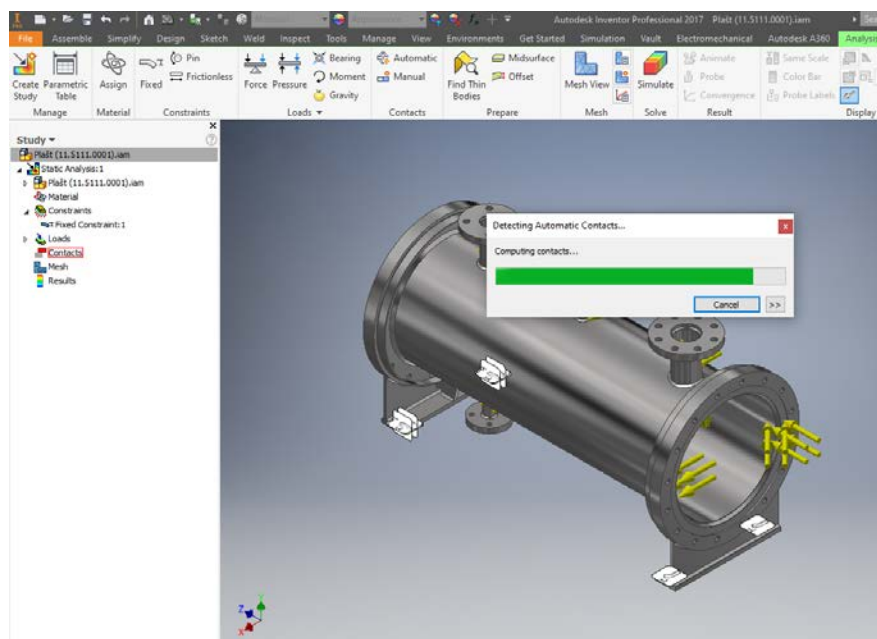 Autodesk Inventor Professional 2017 Plášt (11.5111.0001).iam
File Assemble Simplify Design Sketch Weld Inspect Tools Manage View Environments Get Started Simulation Vault Electromechanical Autodesk A360 Analysis
Create Study
Parametric Table
Assign
Fixed
Pin
Frictionless
Force Pressure
Bearing
Moment
Gravity
Automatic
Manual
Find Thin Bodies
Midsurface
Offset
Mesh View
Simulate
Animate
Probe
Convergence
Same Scale
Color Bar
Probe Labels
Manage Material Constraints Loads Contacts Prepare Mesh Solve Result Display
Study
Plášt (11.5111.0001).iam
Static Analysis:1
Plášt (11.5111.0001).iam
Material
Constraints
Fixed Constraint:1
Loads
Contacts
Mesh
Results
Detecting Automatic Contacts...
Computing contacts...
Cancel >>
Z Y X